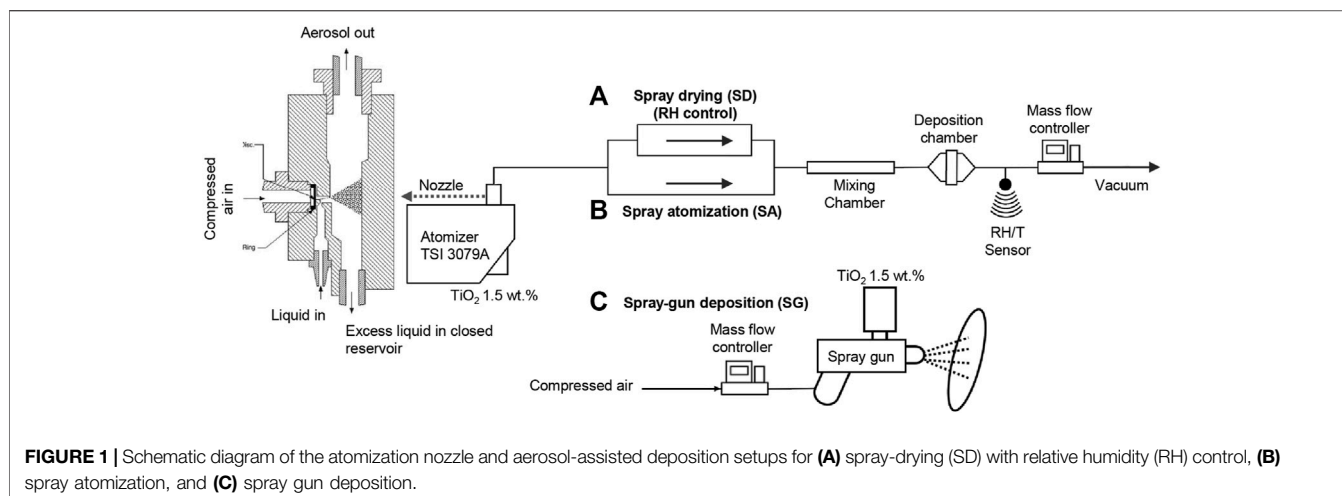 Aerosol out
Disc.
Compressed
air in
Ring
Liquid in
Excess liquid in closed
reservoir
Nozzle
Atomizer
TSI 3079A
TiO₂ 1.5 wt.%
A
Spray drying (SD)
(RH control)
B
Spray atomization (SA)
Mixing
Chamber
Deposition
chamber
Mass flow
controller
Vacuum
RH/T
Sensor
C
Spray-gun deposition (SG)
TiO₂ 1.5 wt.%
Mass flow
controller
Spray gun
Compressed air
FIGURE 1 | Schematic diagram of the atomization nozzle and aerosol-assisted deposition setups for (A) spray-drying (SD) with relative humidity (RH) control, (B)
spray atomization, and (C) spray gun deposition.